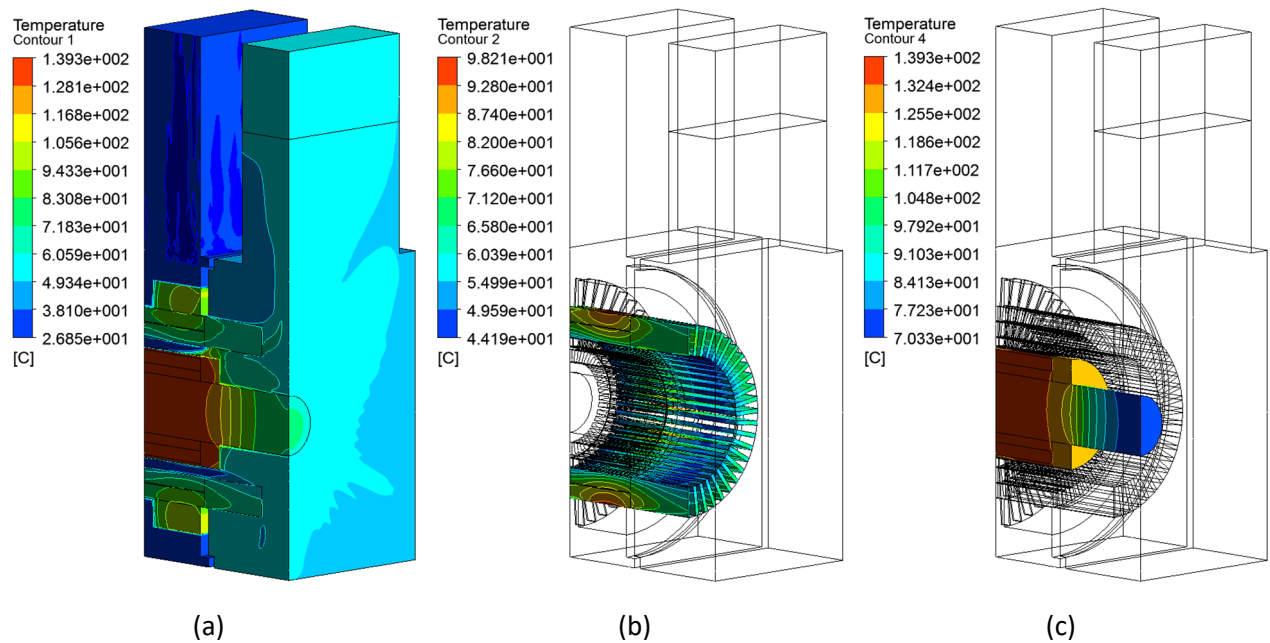 Temperature
Contour 1
1.393e+002
1.281e+002
1.168e+002
1.056e+002
9.433e+001
8.308e+001
7.183e+001
6.059e+001
4.934e+001
3.810e+001
2.685e+001
[C]
(a)
Temperature
Contour 2
9.821e+001
9.280e+001
8.740e+001
8.200e+001
7.660e+001
7.120e+001
6.580e+001
6.039e+001
5.499e+001
4.959e+001
4.419e+001
[C]
(b)
Temperature
Contour 4
1.393e+002
1.324e+002
1.255e+002
1.186e+002
1.117e+002
1.048e+002
9.792e+001
9.103e+001
8.413e+001
7.723e+001
7.033e+001
[C]
(c)